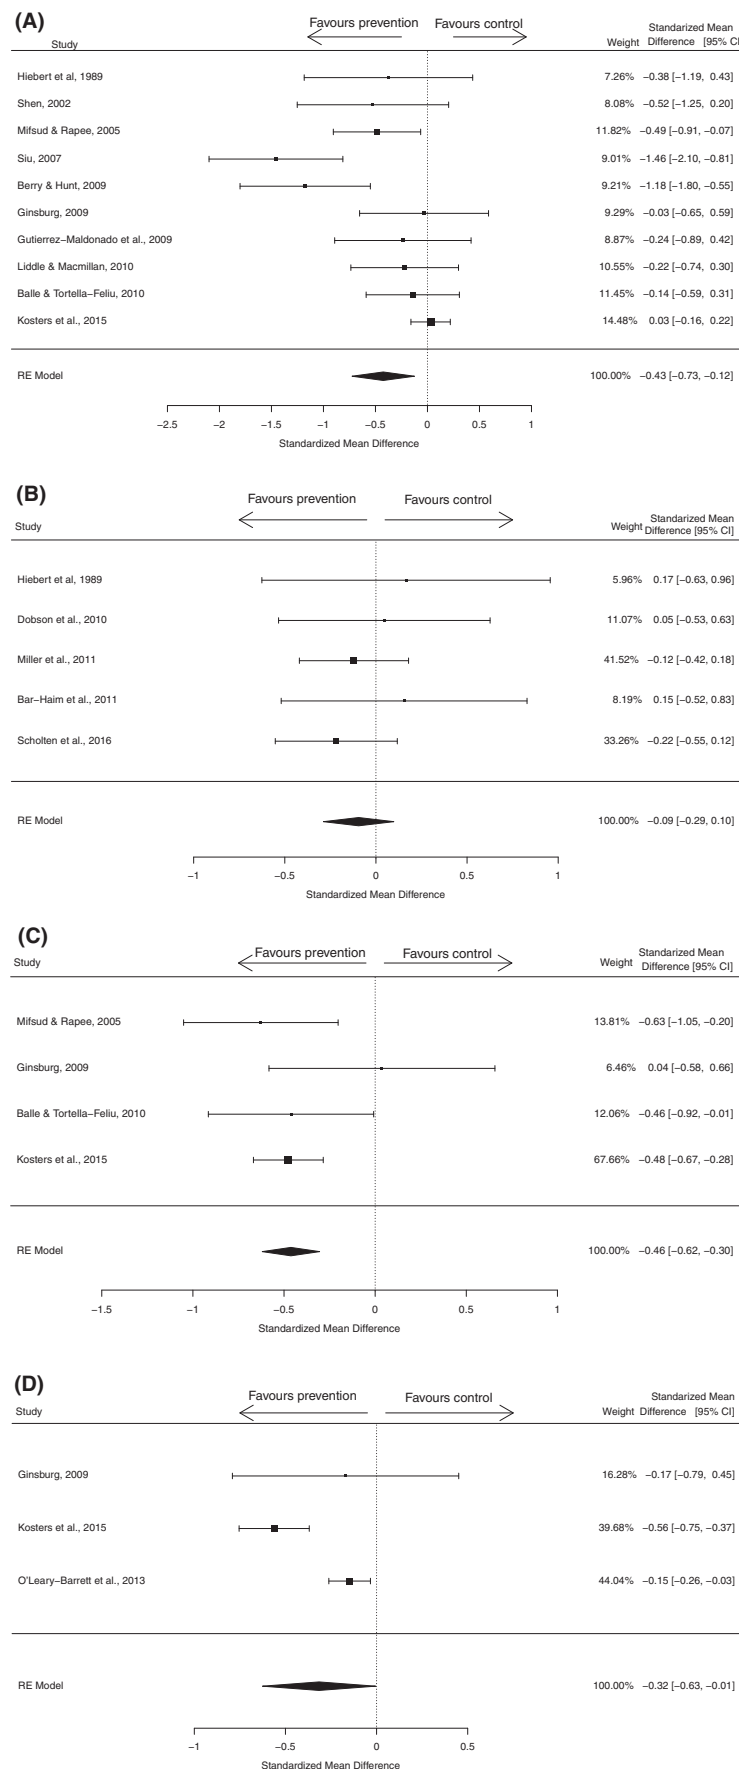 (A)
Favours prevention Favours control
Standardized Mean
Study Weight Difference [95% CI
Hiebert et al, 1989 7.26% −0.38 [−1.19, 0.43]
Shen, 2002 8.08% −0.52 [−1.25, 0.20]
Mifsud & Rapee, 2005 11.82% −0.49 [−0.91, −0.07]
Siu, 2007 9.01% −1.46 [−2.10, −0.81]
Berry & Hunt, 2009 9.21% −1.18 [−1.80, −0.55]
Ginsburg, 2009 9.29% −0.03 [−0.65, 0.59]
Gutierrez−Maldonado et al., 2009 8.87% −0.24 [−0.89, 0.42]
Liddle & Macmillan, 2010 10.55% −0.22 [−0.74, 0.30]
Balle & Tortella−Feliu, 2010 11.45% −0.14 [−0.59, 0.31]
Kosters et al., 2015 14.48% 0.03 [−0.16, 0.22]
RE Model 100.00% −0.43 [−0.73, −0.12]
−2.5 −2 −1.5 −1 −0.5 0 0.5 1
Standardized Mean Difference
(B)
Favours prevention Favours control
Standardized Mean
Study Weight Difference [95% CI]
Hiebert et al, 1989 5.96% 0.17 [−0.63, 0.96]
Dobson et al., 2010 11.07% 0.05 [−0.53, 0.63]
Miller et al., 2011 41.52% −0.12 [−0.42, 0.18]
Bar−Haim et al., 2011 8.19% 0.15 [−0.52, 0.83]
Scholten et al., 2016 33.26% −0.22 [−0.55, 0.12]
RE Model 100.00% −0.09 [−0.29, 0.10]
−1 −0.5 0 0.5 1
Standardized Mean Difference
(C)
Favours prevention Favours control
Standarized Mean
Study Weight Difference [95% CI]
Mifsud & Rapee, 2005 13.81% −0.63 [−1.05, −0.20]
Ginsburg, 2009 6.46% 0.04 [−0.58, 0.66]
Balle & Tortella−Feliu, 2010 12.06% −0.46 [−0.92, −0.01]
Kosters et al., 2015 67.66% −0.48 [−0.67, −0.28]
RE Model 100.00% −0.46 [−0.62, −0.30]
−1.5 −1 −0.5 0 0.5 1
Standardized Mean Difference
(D)
Favours prevention Favours control
Standarized Mean
Study Weight Difference [95% CI]
Ginsburg, 2009 16.28% −0.17 [−0.79, 0.45]
Kosters et al., 2015 39.68% −0.56 [−0.75, −0.37]
O'Leary−Barrett et al., 2013 44.04% −0.15 [−0.26, −0.03]
RE Model 100.00% −0.32 [−0.63, −0.01]
−1 −0.5 0 0.5
Standardized Mean Difference